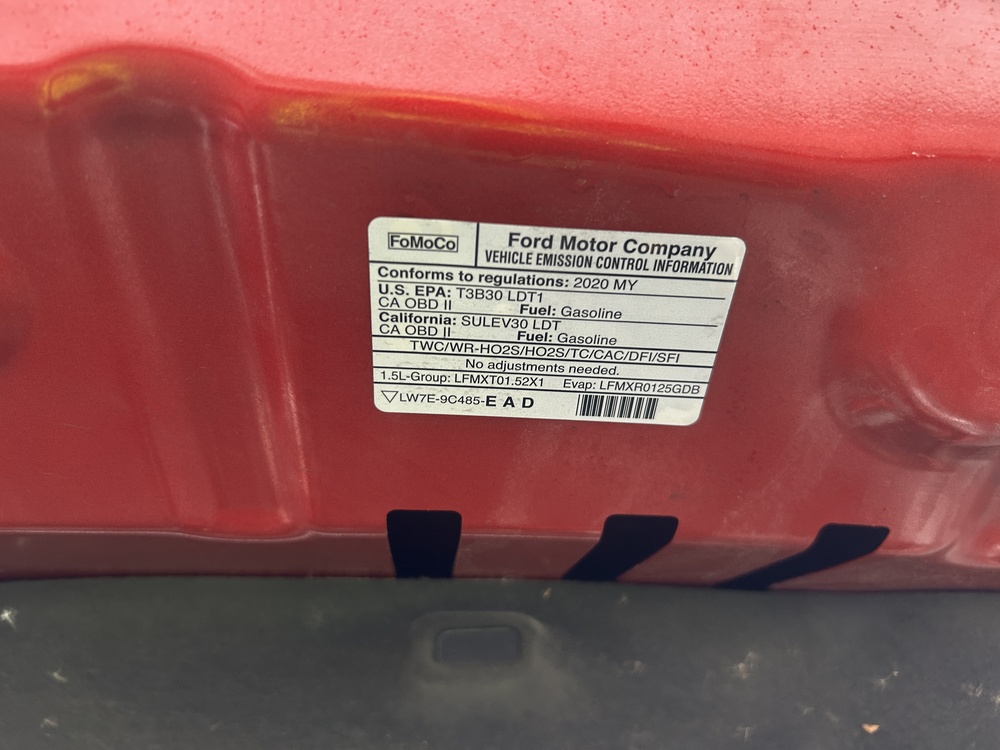 FoMoCo
Ford Motor Company
VEHICLE EMISSION CONTROL INFORMATION
Conforms to regulations: 2020 MY
U.S. EPA: T3B30 LDT1
CA OBD II Fuel: Gasoline
California: SULEV30 LDT
CA OBD II Fuel: Gasoline
TWC/WR-HO2S/HO2S/TC/CAC/DFI/SFI
No adjustments needed.
1.5L-Group: LFMXT01.52X1 Evap: LFMXR0125GDB
LW7E-9C485-E A D